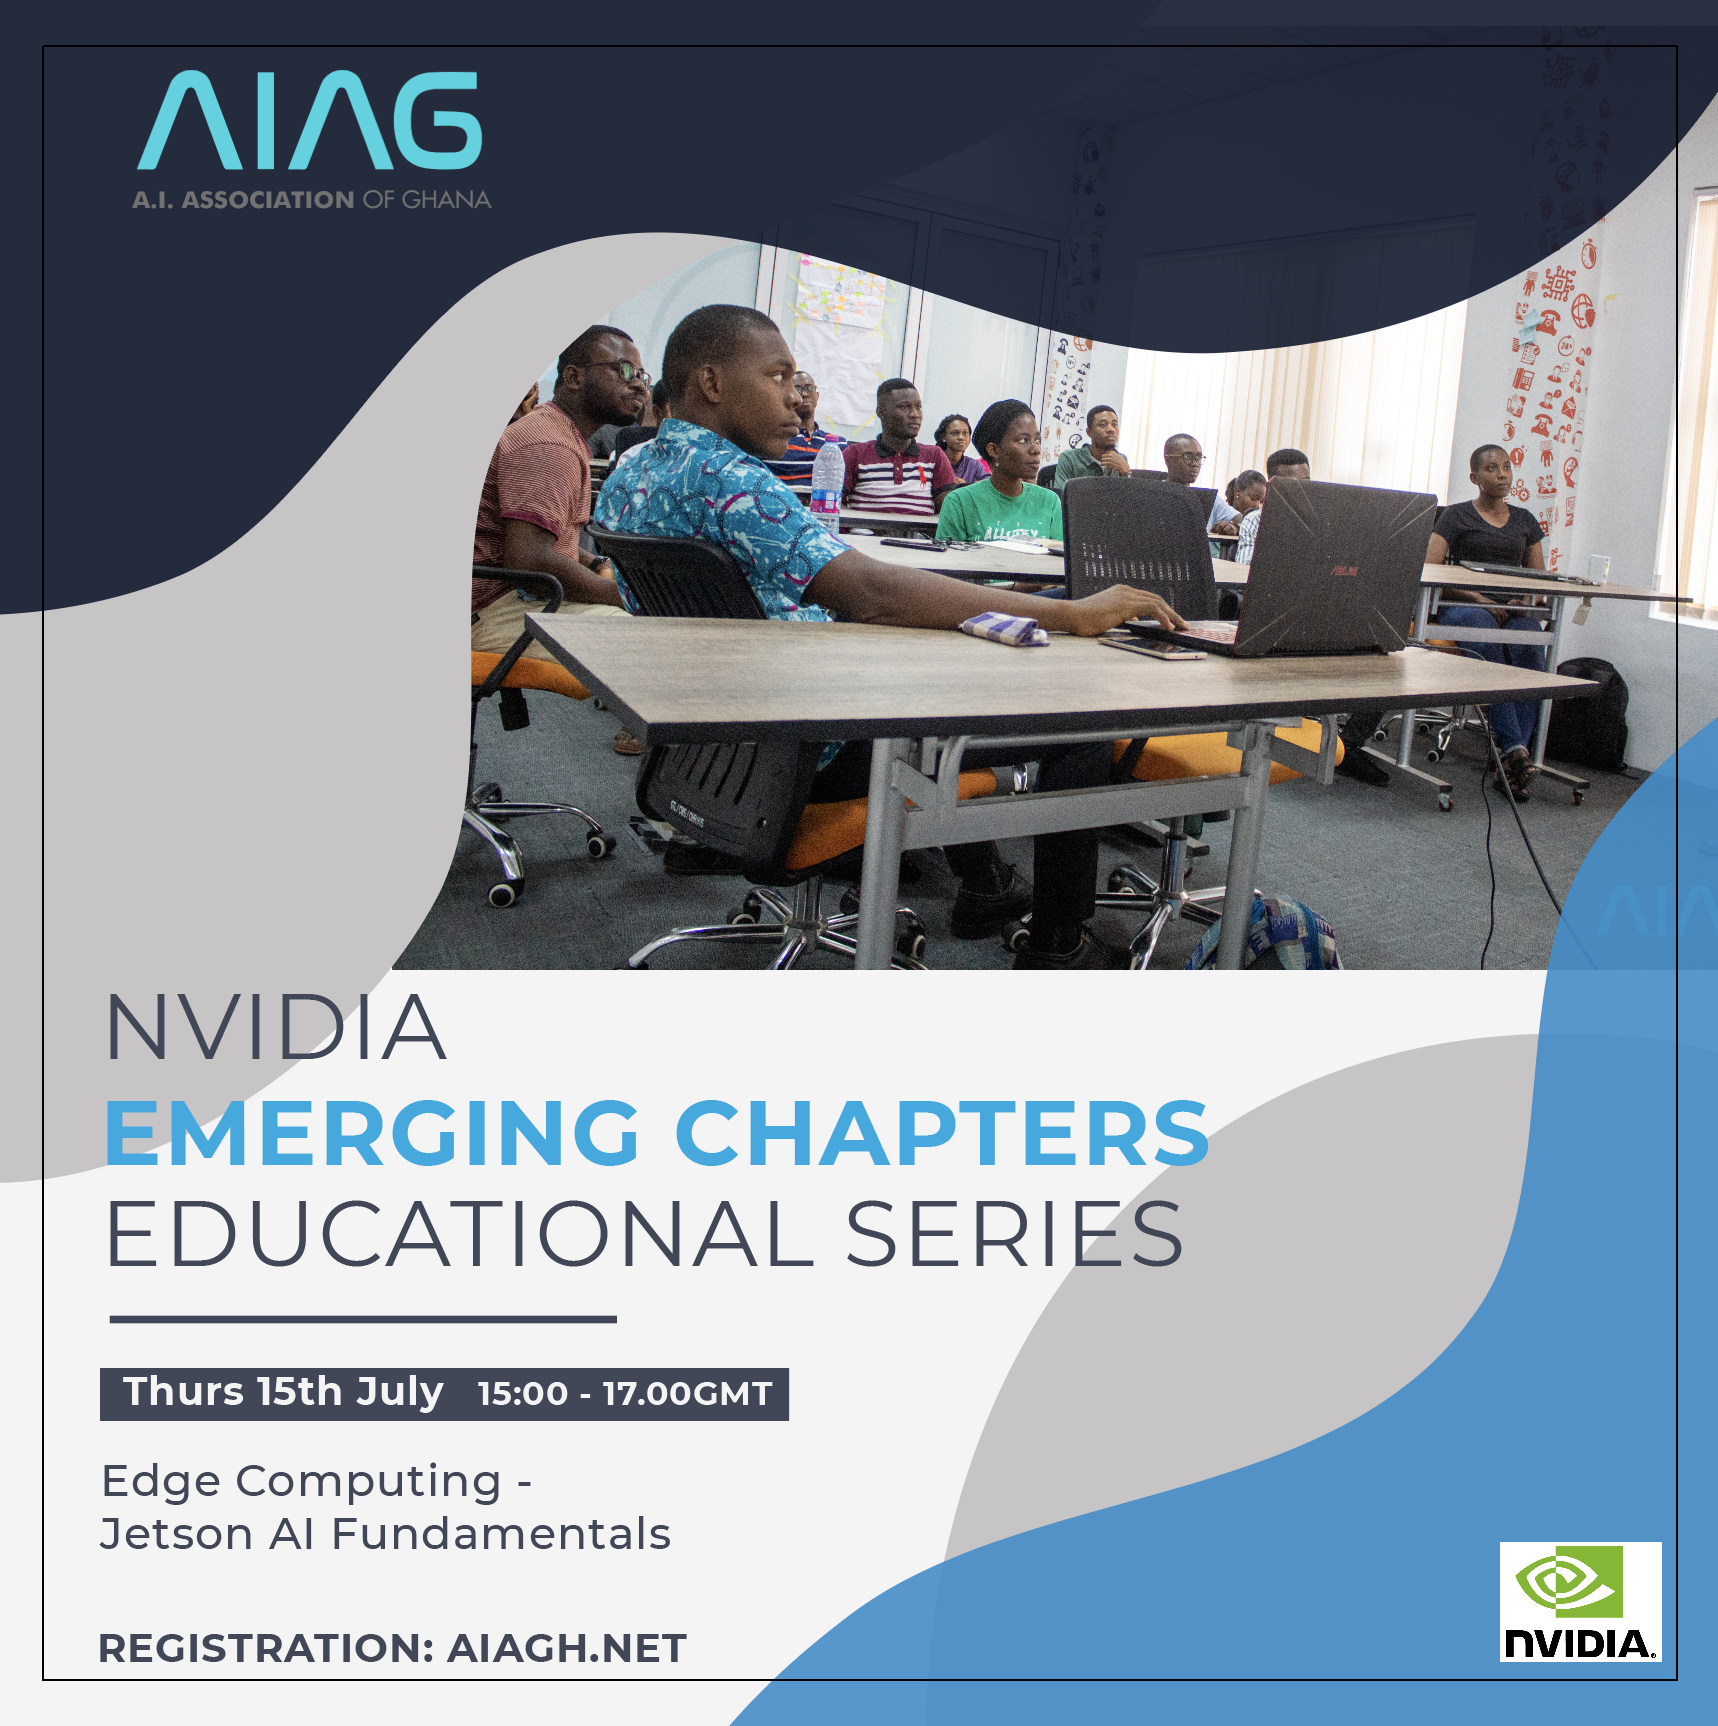 AIAG
A.I. ASSOCIATION OF GHANA
ASUS
NVIDIA
EMERGING CHAPTERS
EDUCATIONAL SERIES
Thurs 15th July 15:00 - 17.00GMT
Edge Computing -
Jetson AI Fundamentals
REGISTRATION: AIAGH.NET
nVIDIA.